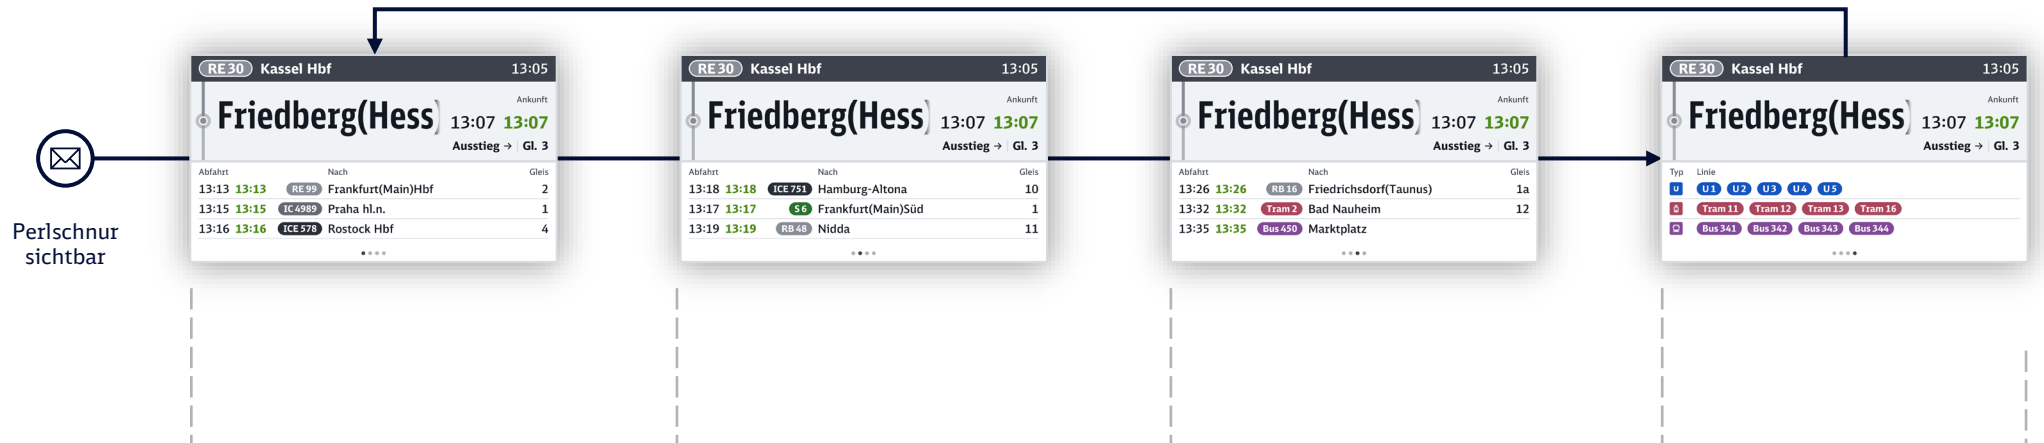 Perlschnur
sichtbar
RE 30 Kassel Hbf 13:05
Ankunft
Friedberg(Hess) 13:07 13:07
Ausstieg → Gl. 3
Abfahrt Nach Gleis
13:13 13:13 RE 99 Frankfurt(Main)Hbf 2
13:15 13:15 IC 4989 Praha hl.n. 1
13:16 13:16 ICE 578 Rostock Hbf 4
RE 30 Kassel Hbf 13:05
Ankunft
Friedberg(Hess) 13:07 13:07
Ausstieg → Gl. 3
Abfahrt Nach Gleis
13:18 13:18 ICE 751 Hamburg-Altona 10
13:17 13:17 S 6 Frankfurt(Main)Süd 1
13:19 13:19 RB 48 Nidda 11
RE 30 Kassel Hbf 13:05
Ankunft
Friedberg(Hess) 13:07 13:07
Ausstieg → Gl. 3
Abfahrt Nach Gleis
13:26 13:26 RB 16 Friedrichsdorf(Taunus) 1a
13:32 13:32 Tram 2 Bad Nauheim 12
13:35 13:35 Bus 450 Marktplatz
RE 30 Kassel Hbf 13:05
Ankunft
Friedberg(Hess) 13:07 13:07
Ausstieg → Gl. 3
Typ Linie
U U 1 U 2 U 3 U 4 U 5
Tram 11 Tram 12 Tram 13 Tram 16
Bus 341 Bus 342 Bus 343 Bus 344